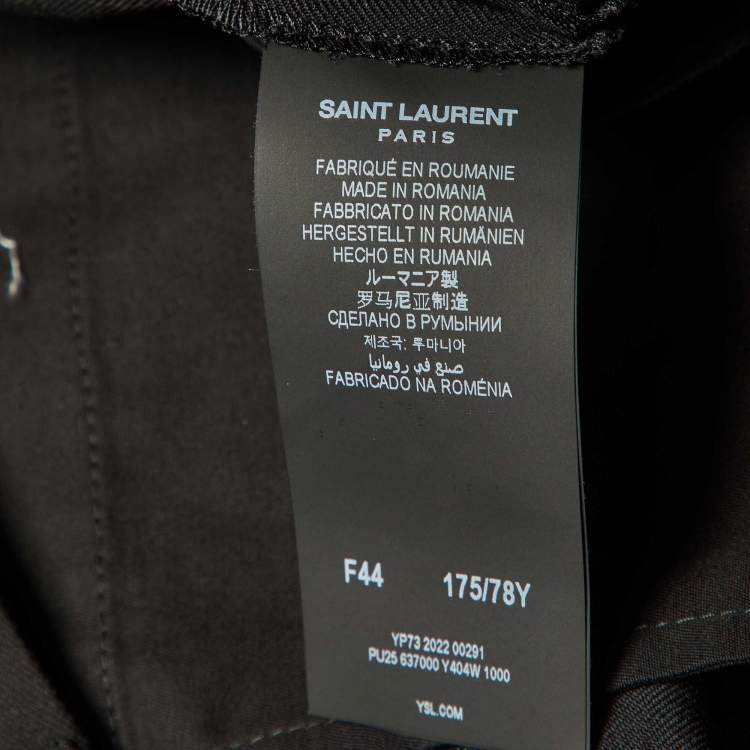 SAINT LAURENT
PARIS
FABRIQUÉ EN ROUMANIE
MADE IN ROMANIA
FABBRICATO IN ROMANIA
HERGESTELLT IN RUMÄNIEN
HECHO EN RUMANIA
ルーマニア製
罗马尼亚制造
СДЕЛАНО В РУМЫНИИ
제조국: 루마니아
صنع في رومانيا
FABRICADO NA ROMÉNIA
F44 175/78Y
YP73 2022 00291
PU25 637000 Y404W 1000
YSL.COM